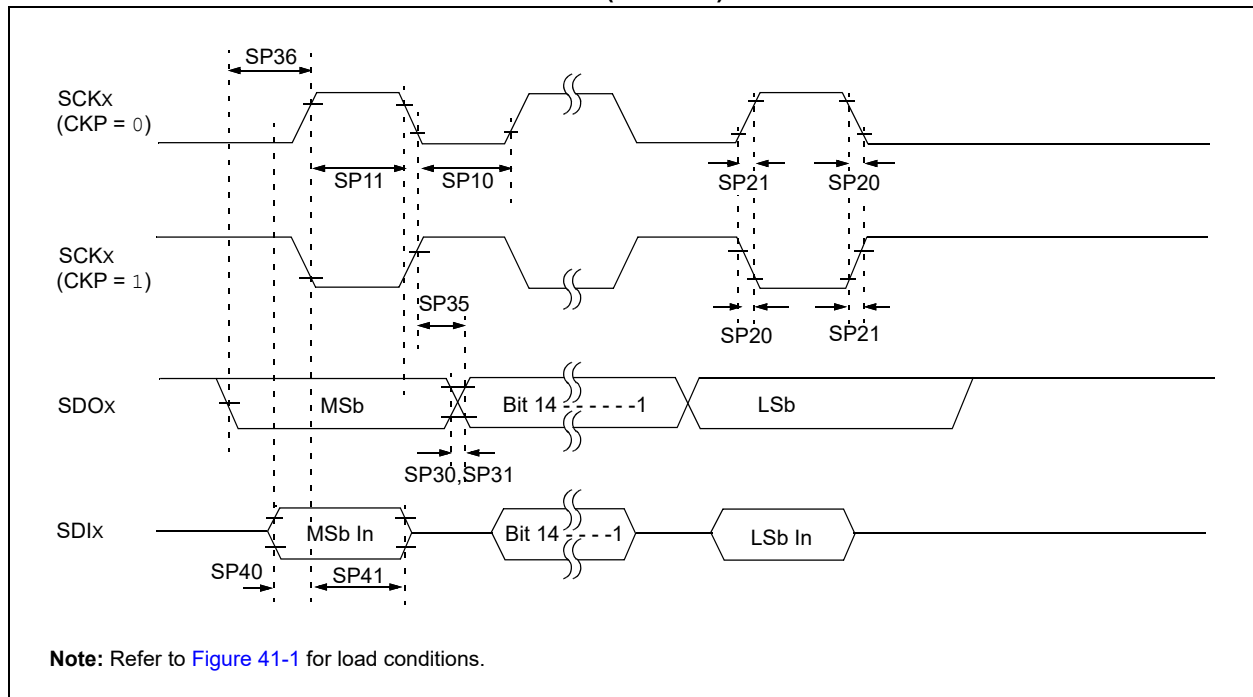 SP36
SCKx
(CKP = 0)
SP11
SP10
SP21
SP20
SCKx
(CKP = 1)
SP35
SP20
SP21
SDOx
MSb
Bit 14 - - - - - -1
LSb
SP30,SP31
SDIx
MSb In
Bit 14 - - - - -1
LSb In
SP40
SP41
Note: Refer to Figure 41-1 for load conditions.